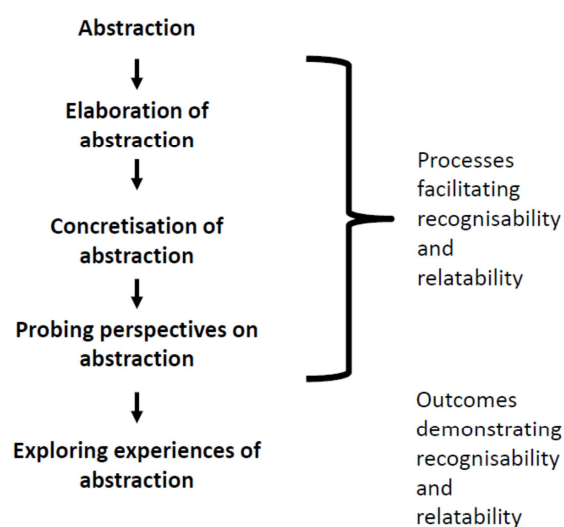 Abstraction
Elaboration of
abstraction
Concretisation of
abstraction
Probing perspectives on
abstraction
Exploring experiences of
abstraction
Processes
facilitating
recognisability
and
relatability
Outcomes
demonstrating
recognisability
and
relatability